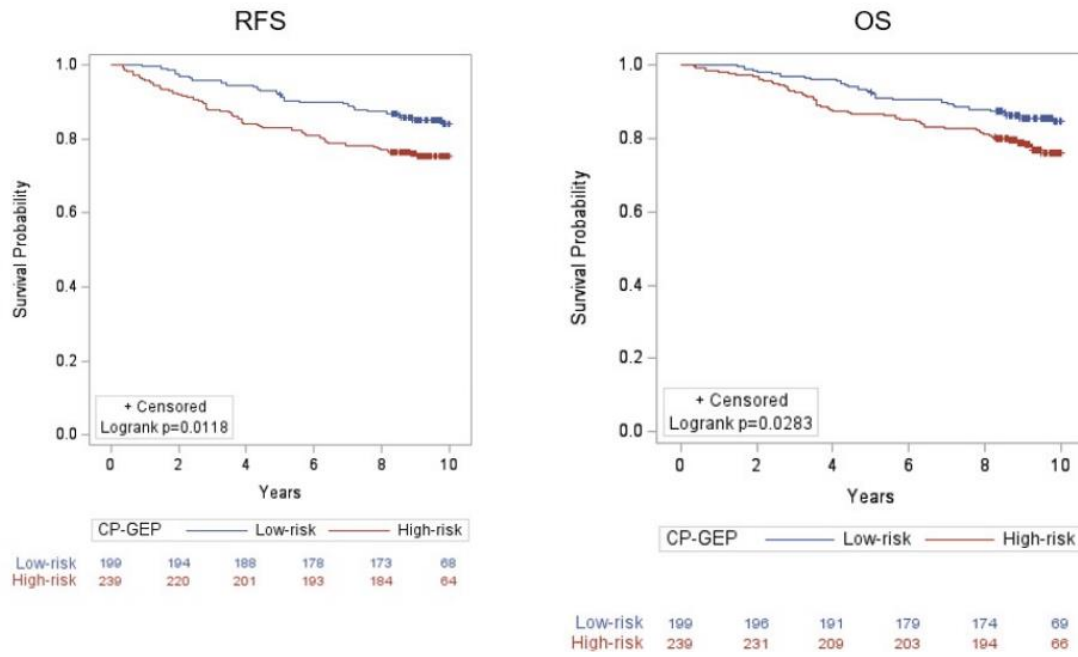 RFS
Survival Probability
1.0
0.8
0.6
0.4
0.2
0.0
+ Censored
Logrank p=0.0118
0 2 4 6 8 10
Years
CP-GEP Low-risk High-risk
Low-risk 199 194 188 178 173 68
High-risk 239 220 201 193 184 64
OS
Survival Probability
1.0
0.8
0.6
0.4
0.2
0.0
+ Censored
Logrank p=0.0283
0 2 4 6 8 10
Years
CP-GEP Low-risk High-risk
Low-risk 199 196 191 179 174 69
High-risk 239 231 209 203 194 66